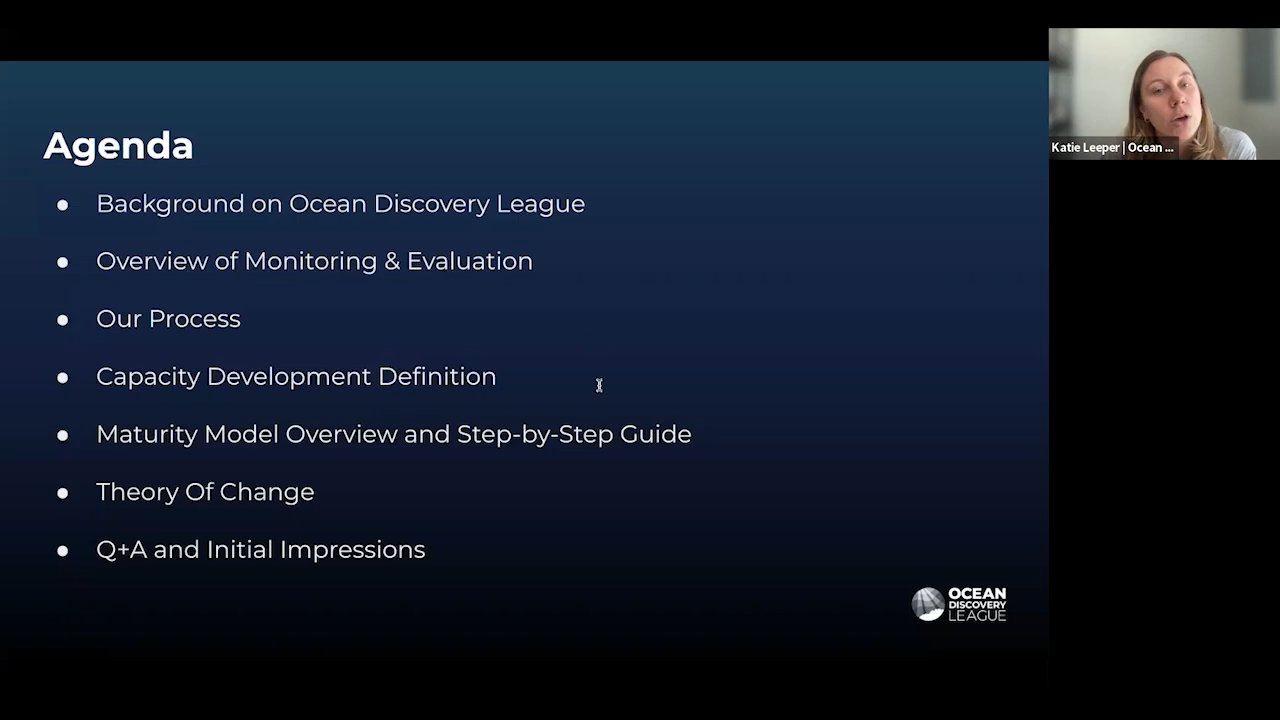 Agenda
● Background on Ocean Discovery League
● Overview of Monitoring & Evaluation
● Our Process
● Capacity Development Definition
● Maturity Model Overview and Step-by-Step Guide
● Theory Of Change
● Q+A and Initial Impressions
OCEAN
DISCOVERY
LEAGUE
Katie Leeper | Ocean ...